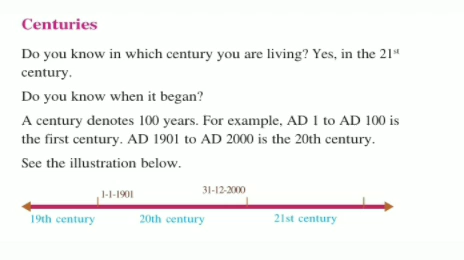 Centuries
Do you know in which century you are living? Yes, in the 21st
century.
Do you know when it began?
A century denotes 100 years. For example, AD 1 to AD 100 is
the first century. AD 1901 to AD 2000 is the 20th century.
See the illustration below.
1-1-1901 31-12-2000
19th century 20th century 21st century